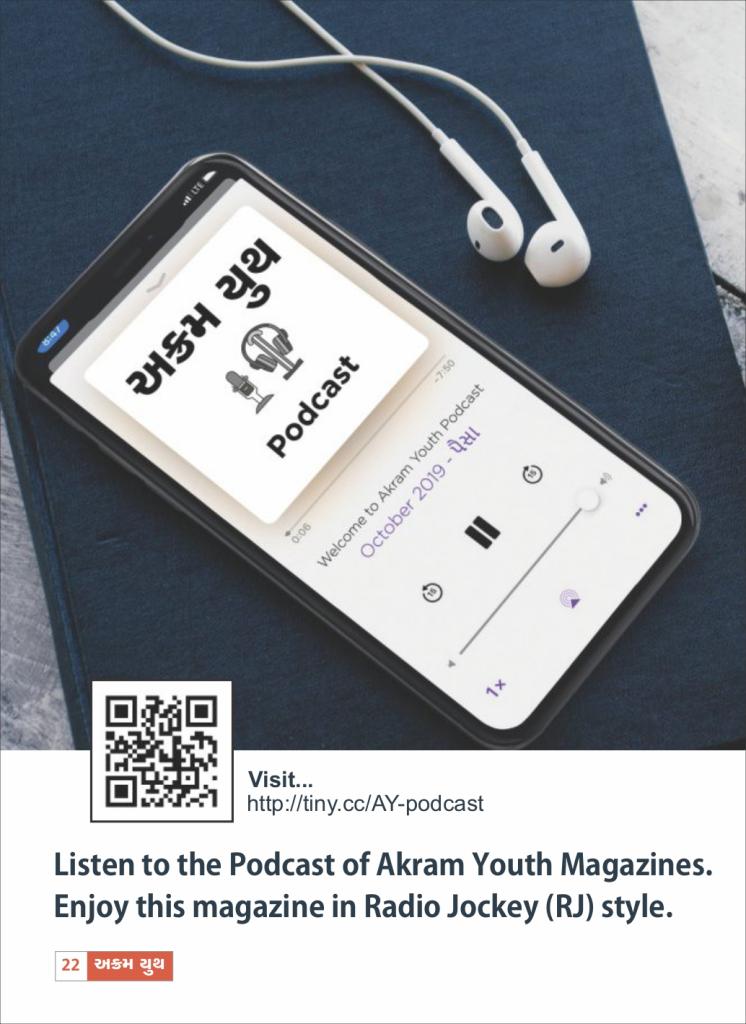 LTE
અક્રમ યુથ
Podcast
0:06
-7:50
Welcome to Akram Youth Podcast
October 2019 - પૈસા
15
15
1×
Visit...
http://tiny.cc/AY-podcast
Listen to the Podcast of Akram Youth Magazines.
Enjoy this magazine in Radio Jockey (RJ) style.
22 અક્રમ યુથ